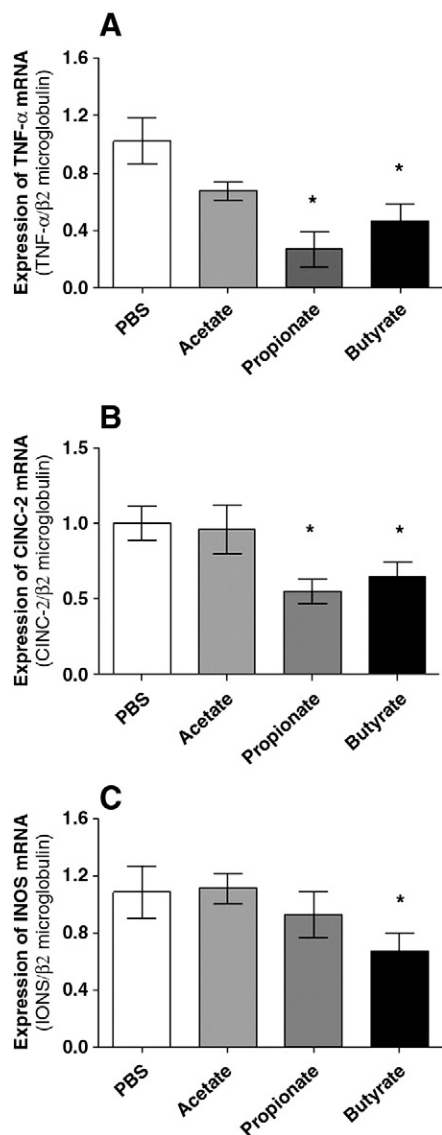 A
Expression of TNF-α mRNA
(TNF-α/β2 microglobulin)
1.6
1.2
0.8
0.4
0.0
*
*
PBS
Acetate
Propionate
Butyrate
B
Expression of CINC-2 mRNA
(CINC-2/β2 microglobulin)
1.5
1.0
0.5
0.0
*
*
PBS
Acetate
Propionate
Butyrate
C
Expression of INOS mRNA
(IONS/β2 microglobulin)
1.6
1.2
0.8
0.4
0.0
*
PBS
Acetate
Propionate
Butyrate